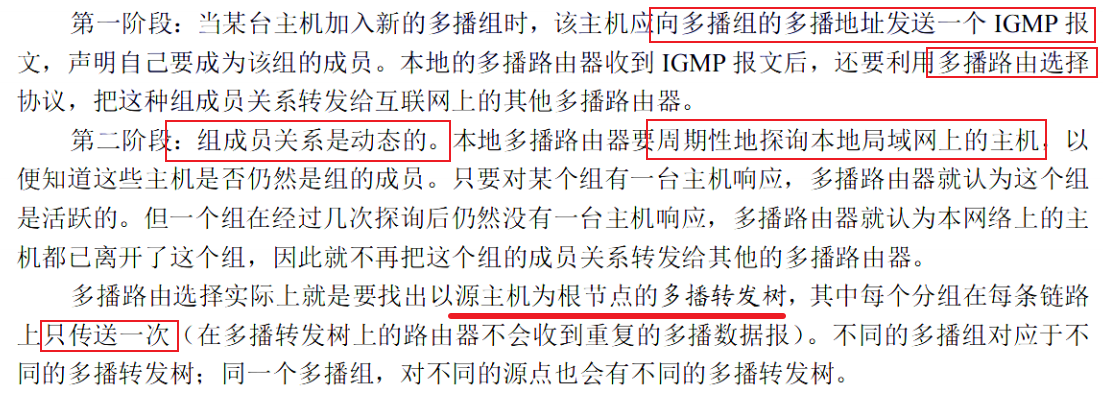 第一阶段：当某台主机加入新的多播组时，该主机应向多播组的多播地址发送一个 IGMP 报
文，声明自己要成为该组的成员。本地的多播路由器收到 IGMP 报文后，还要利用多播路由选择
协议，把这种组成员关系转发给互联网上的其他多播路由器。
第二阶段：组成员关系是动态的。本地多播路由器要周期性地探询本地局域网上的主机，以
便知道这些主机是否仍然是组的成员。只要对某个组有一台主机响应，多播路由器就认为这个组
是活跃的。但一个组在经过几次探询后仍然没有一台主机响应，多播路由器就认为本网络上的主
机都已离开了这个组，因此就不再把这个组的成员关系转发给其他的多播路由器。
多播路由选择实际上就是要找出以源主机为根节点的多播转发树，其中每个分组在每条链路
上只传送一次（在多播转发树上的路由器不会收到重复的多播数据报）。不同的多播组对应于不
同的多播转发树；同一个多播组，对不同的源点也会有不同的多播转发树。